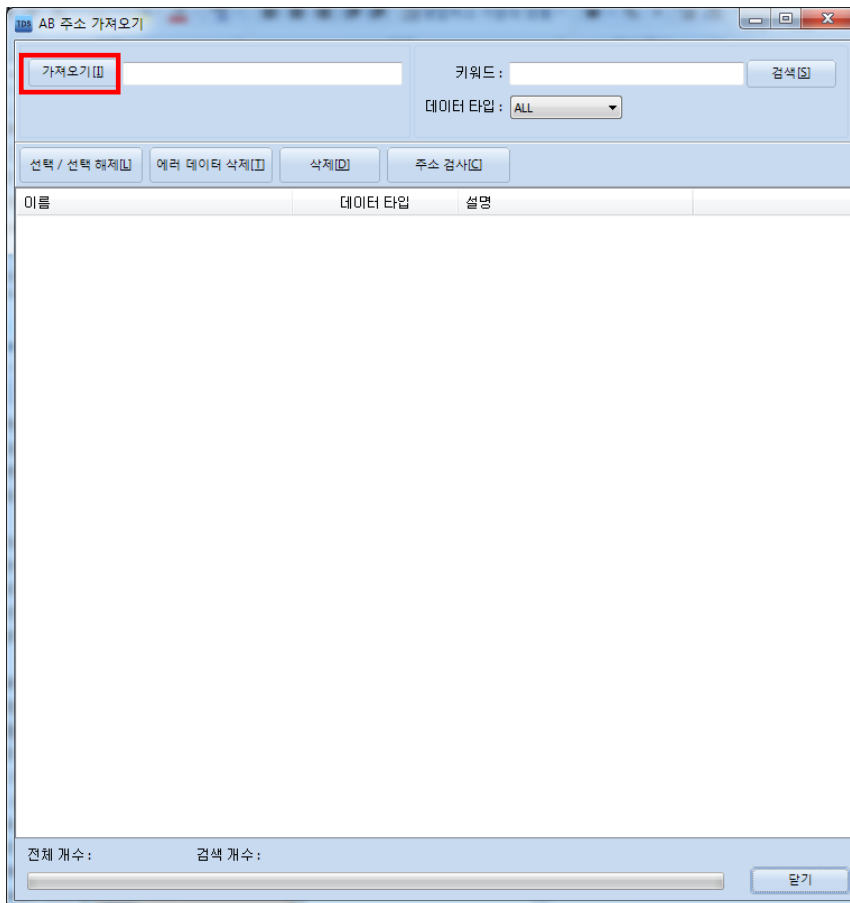 TDS AB 주소 가져오기
가져오기[I] 키워드 : 검색[S]
데이터 타입 : ALL
선택 / 선택 해제[L] 에러 데이터 삭제[T] 삭제[D] 주소 검사[C]
이름 데이터 타입 설명
전체 개수 : 검색 개수 :
닫기